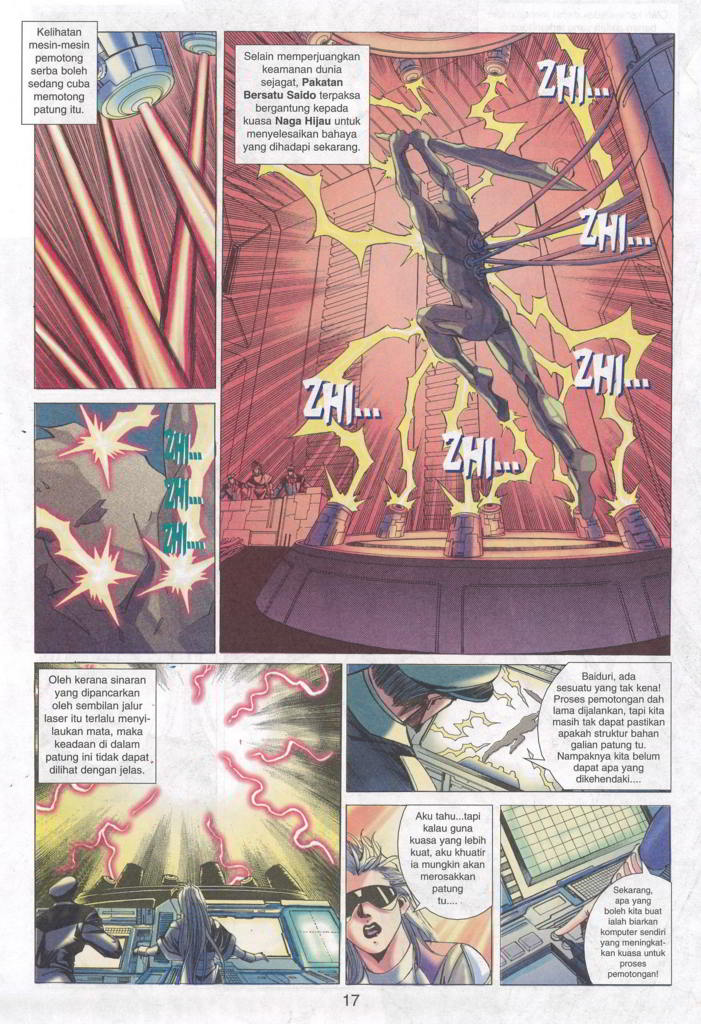 Kelihatan
mesin-mesin
pemotong
serba boleh
sedang cuba
memotong
patung itu.
Selain memperjuangkan
keamanan dunia
sejagat, Pakatan
Bersatu Saido terpaksa
bergantung kepada
kuasa Naga Hijau untuk
menyelesaikan bahaya
yang dihadapi sekarang.
ZHI...
ZHI...
ZHI...
ZHI...
ZHI...
ZHI...
ZHI...
ZHI....
Oleh kerana sinaran
yang dipancarkan
oleh sembilan jalur
laser itu terlalu menyi-
laukan mata, maka
keadaan di dalam
patung ini tidak dapat
dilihat dengan jelas.
Baiduri, ada
sesuatu yang tak kena!
Proses pemotongan dah
lama dijalankan, tapi kita
masih tak dapat pastikan
apakah struktur bahan
galian patung tu.
Nampaknya kita belum
dapat apa yang
dikehendaki....
Aku tahu...tapi
kalau guna
kuasa yang lebih
kuat, aku khuatir
ia mungkin akan
merosakkan
patung
tu....
Sekarang,
apa yang
boleh kita buat
ialah biarkan
komputer sendiri
yang meningkat-
kan kuasa untuk
proses
pemotongan!
17